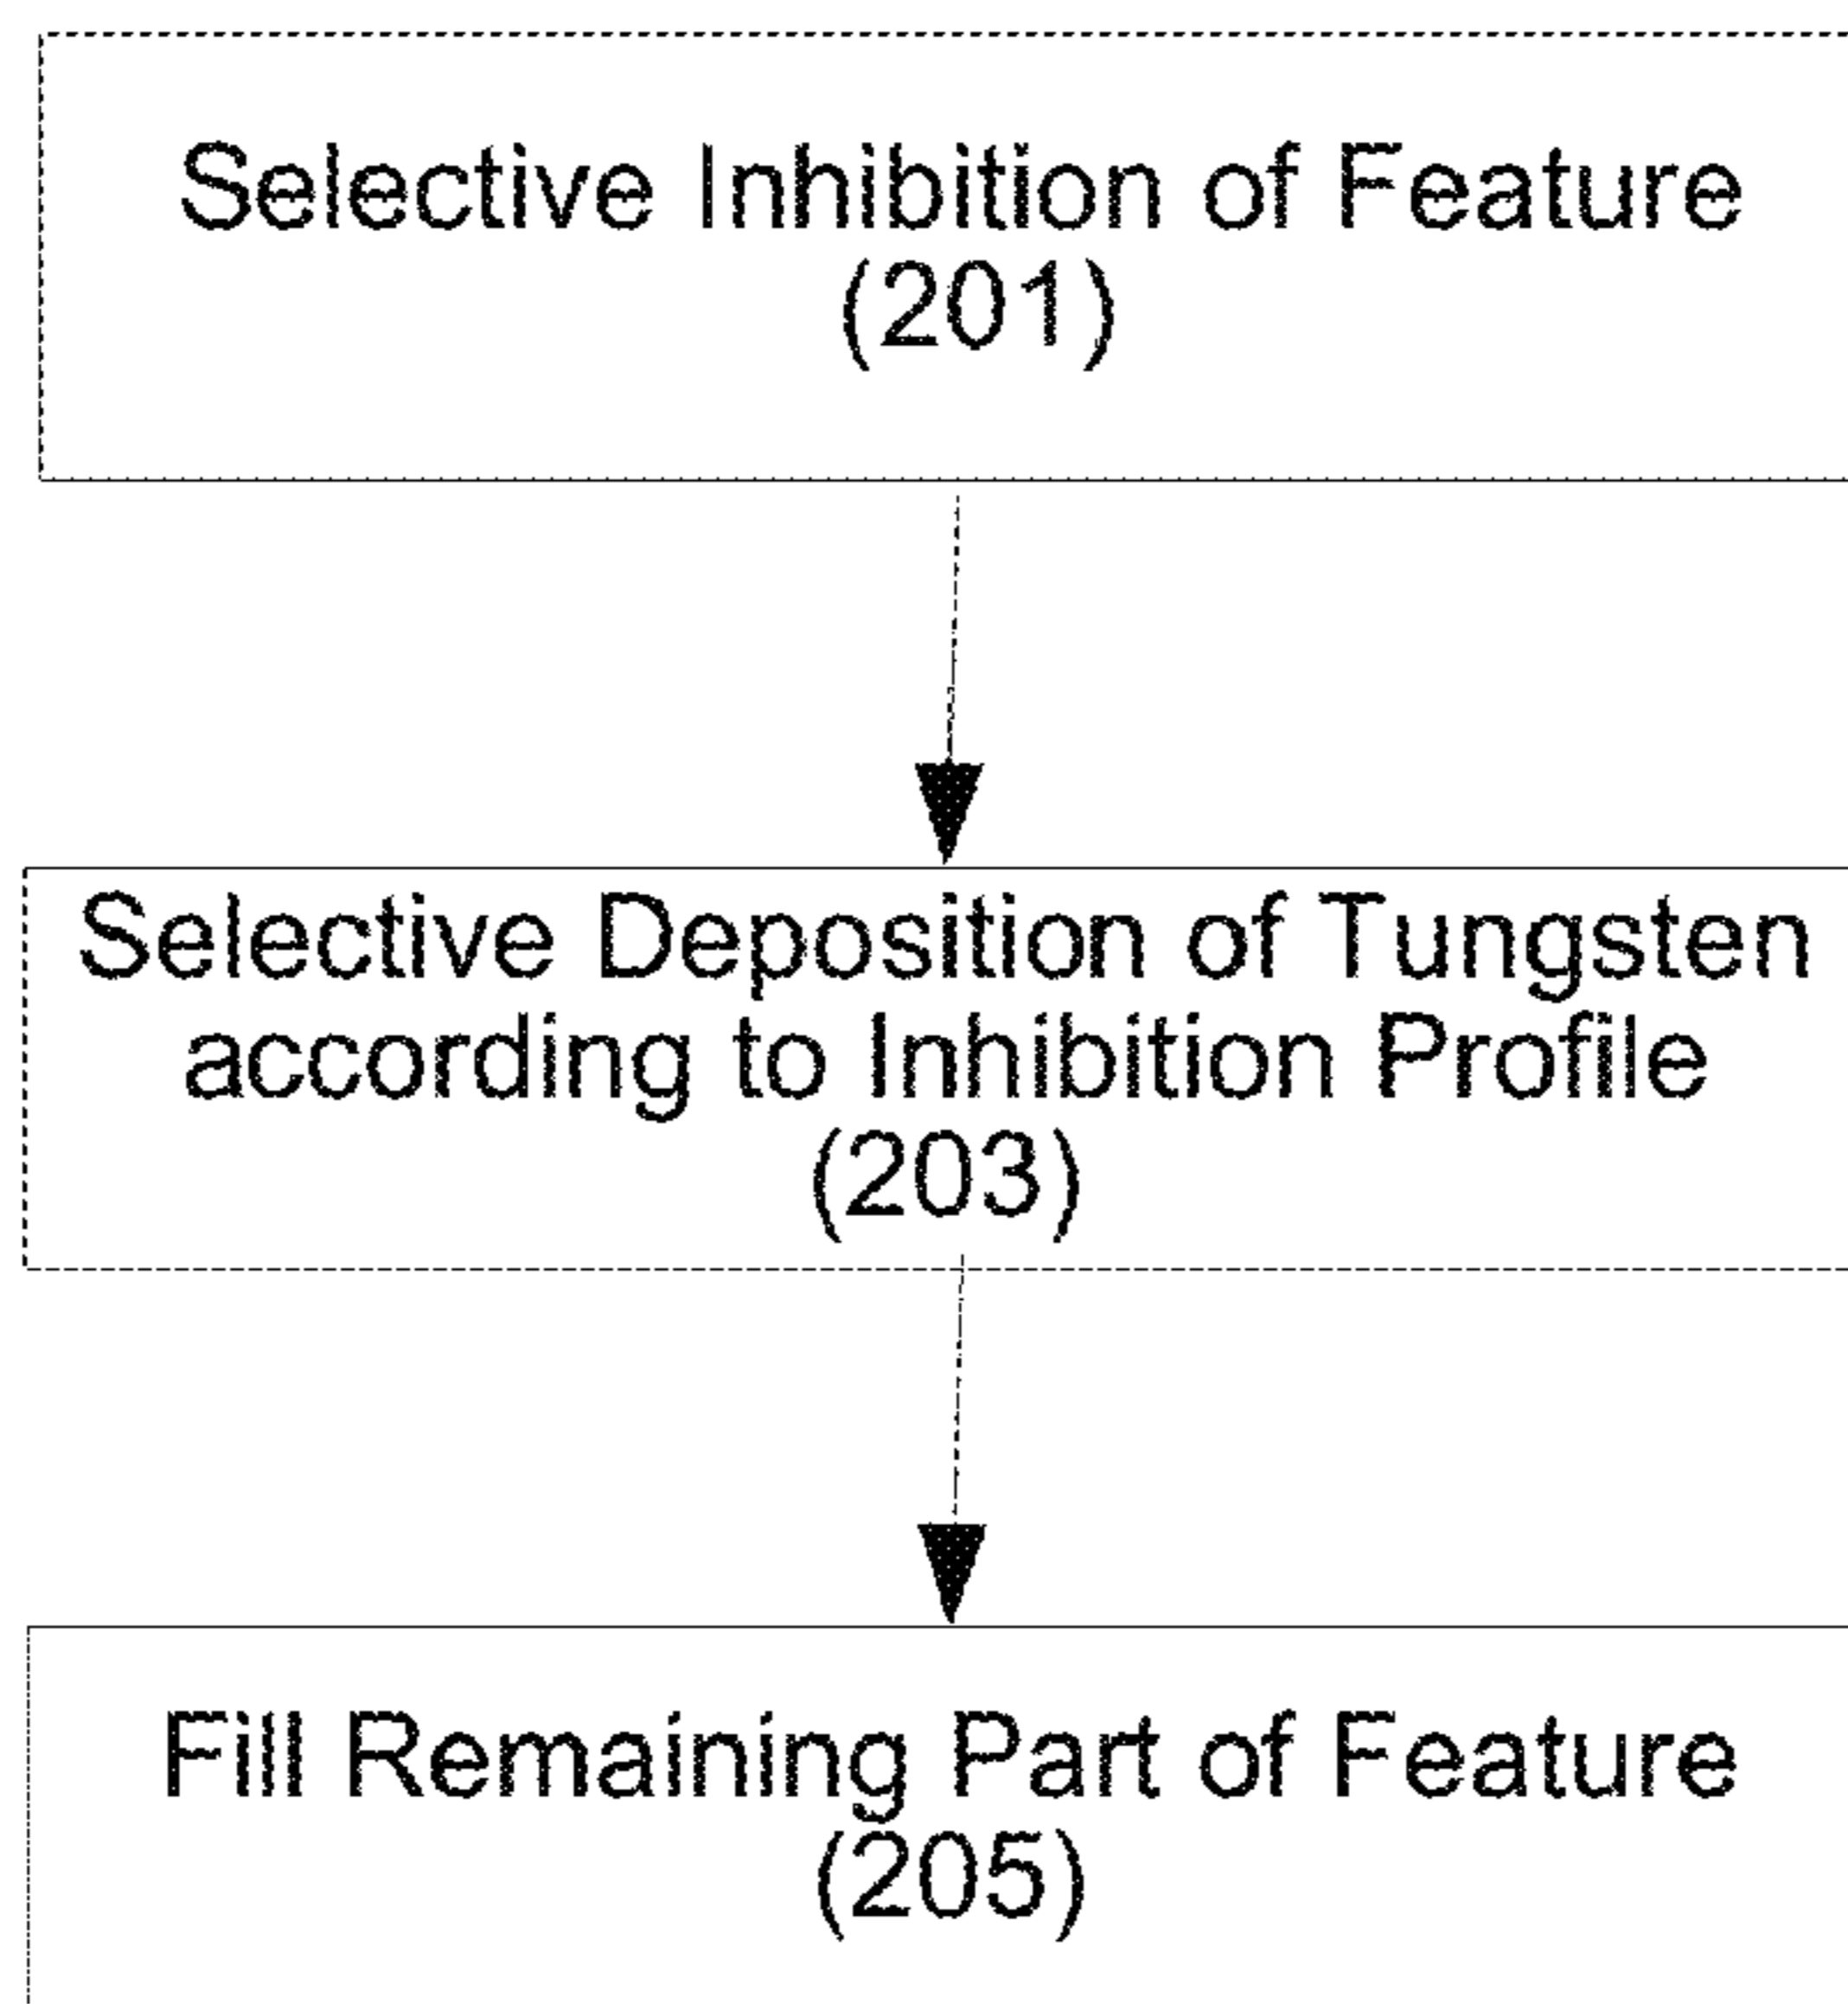 Selective Inhibition of Feature
(201)
Selective Deposition of Tungsten
according to Inhibition Profile
(203)
Fill Remaining Part of Feature
(205)